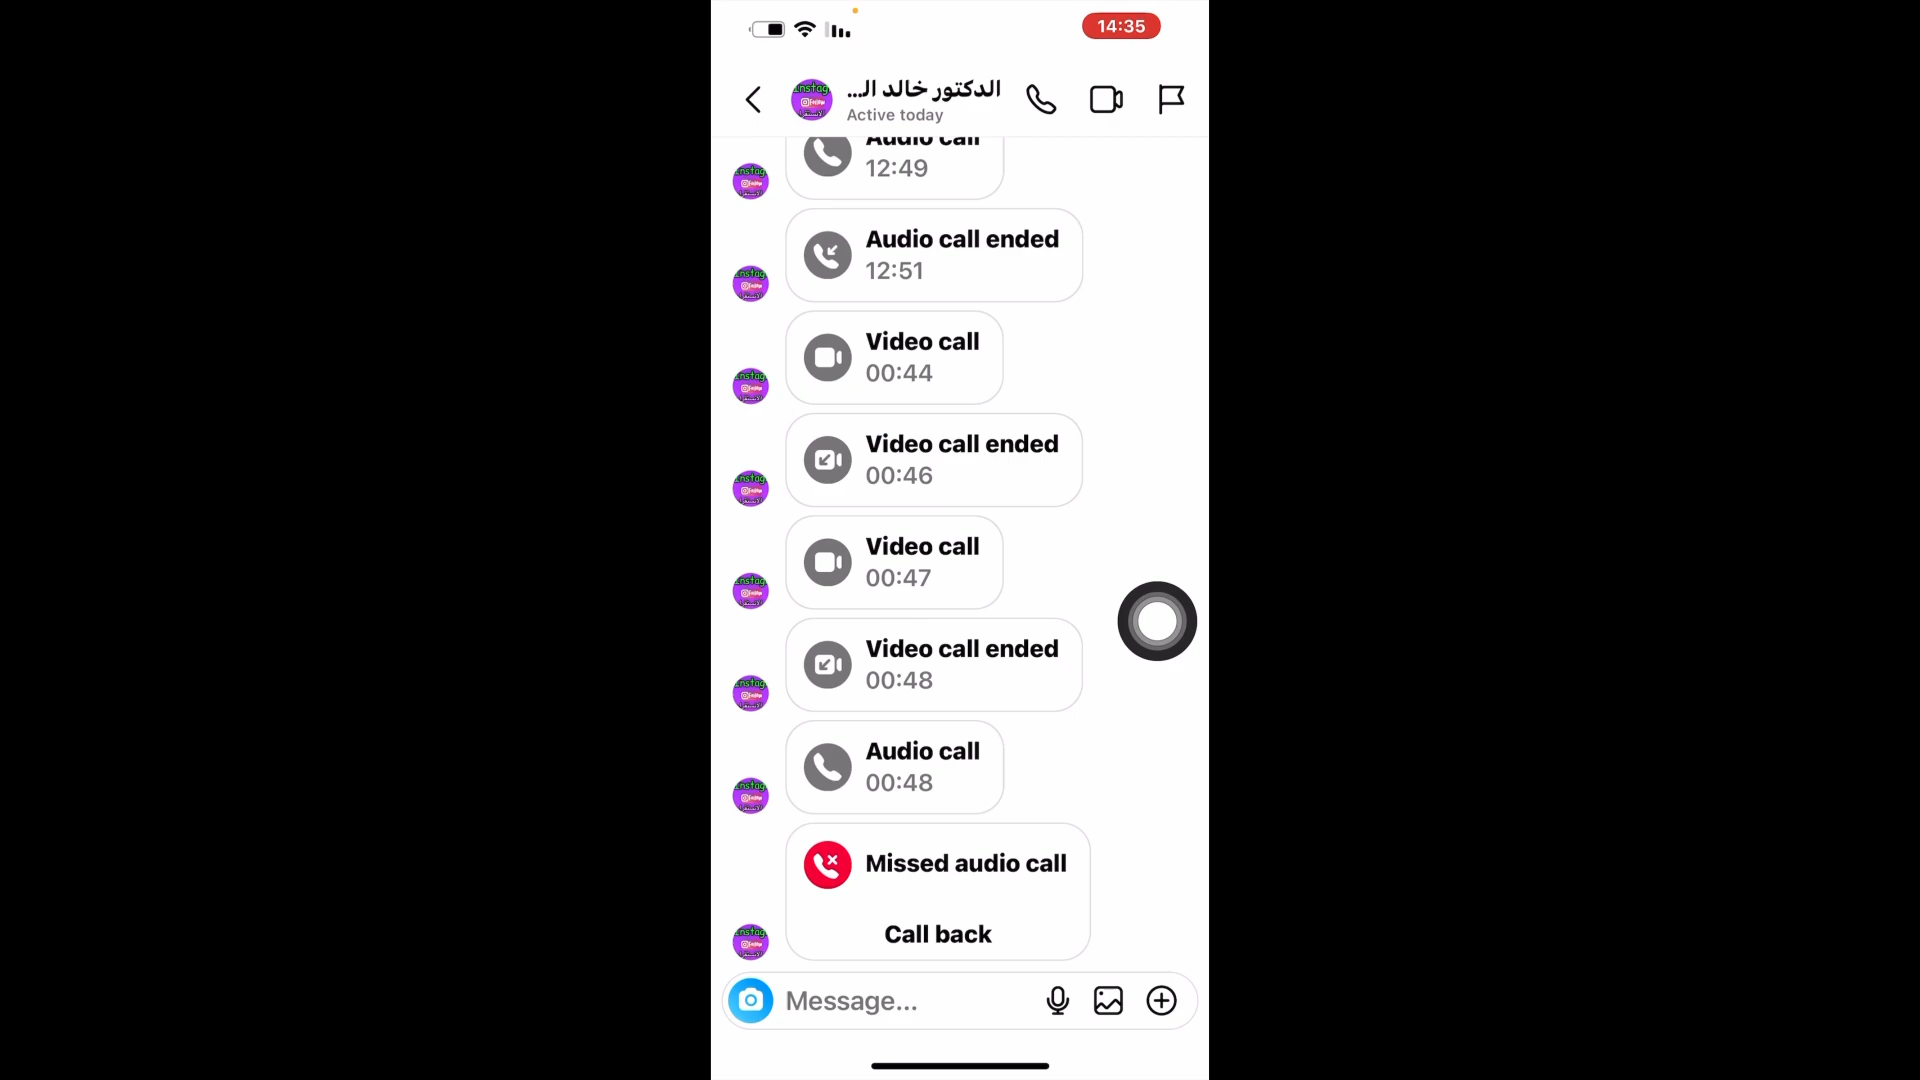 14:35
الدكتور خالد ال...
Active today
Audio call
12:49
Audio call ended
12:51
Video call
00:44
Video call ended
00:46
Video call
00:47
Video call ended
00:48
Audio call
00:48
Missed audio call
Call back
Message...